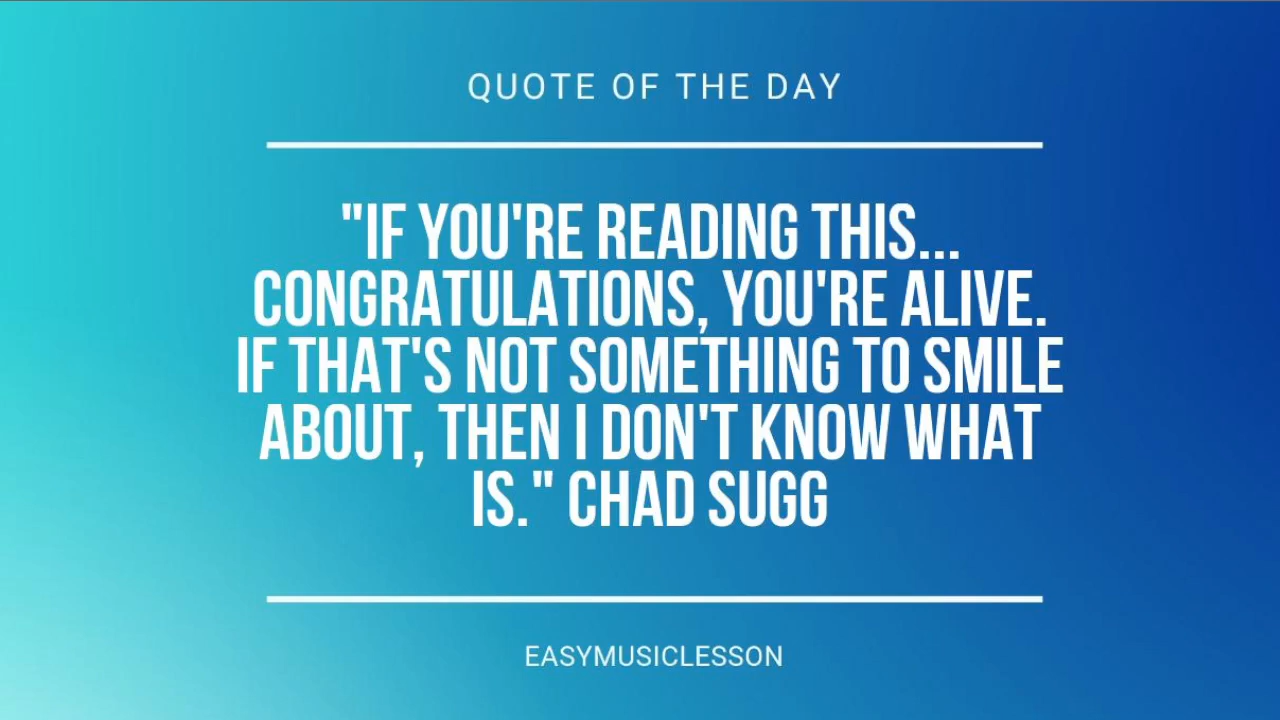 QUOTE OF THE DAY
"IF YOU'RE READING THIS...
CONGRATULATIONS, YOU'RE ALIVE.
IF THAT'S NOT SOMETHING TO SMILE
ABOUT, THEN I DON'T KNOW WHAT
IS." CHAD SUGG
EASYMUSICLESSON